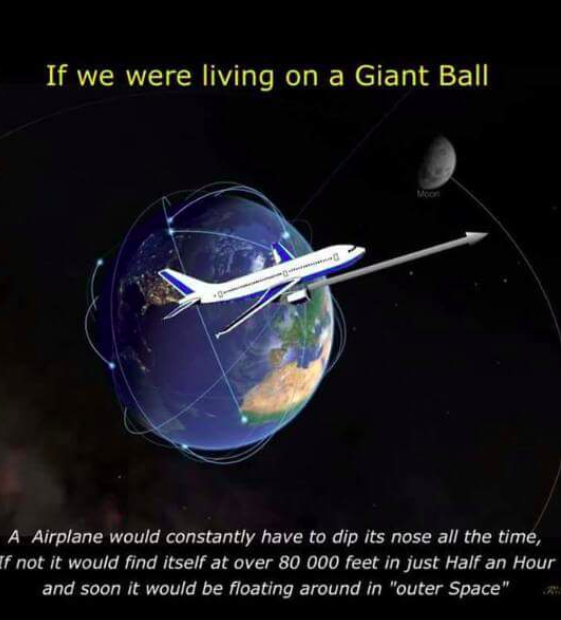 If we were living on a Giant Ball
Moon
A Airplane would constantly have to dip its nose all the time,
If not it would find itself at over 80 000 feet in just Half an Hour
and soon it would be floating around in "outer Space"